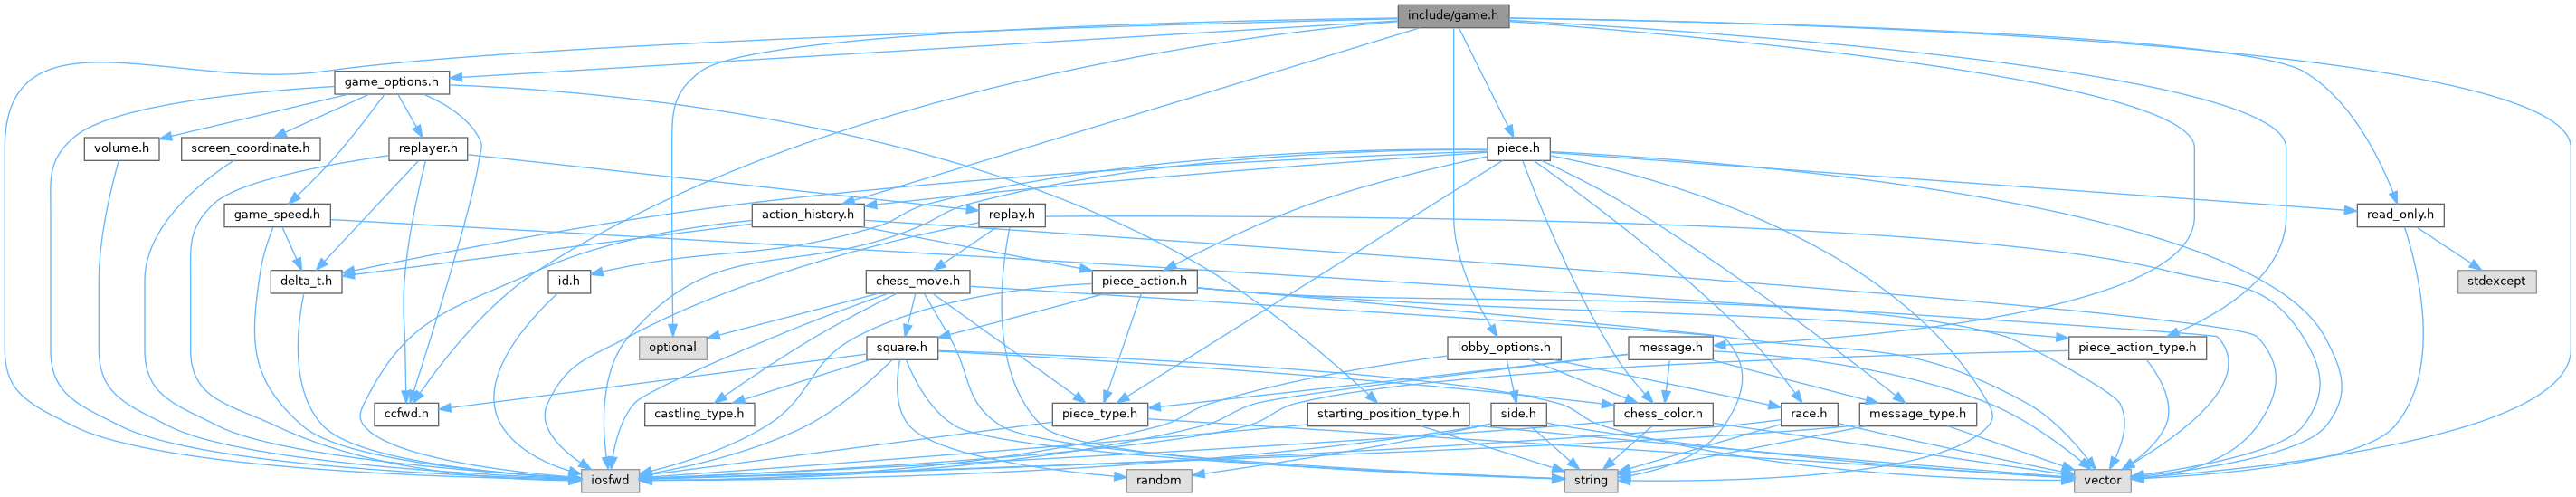 include/game.h
game_options.h
volume.h
screen_coordinate.h
replayer.h
piece.h
game_speed.h
action_history.h
replay.h
read_only.h
delta_t.h
id.h
chess_move.h
piece_action.h
stdexcept
optional
square.h
lobby_options.h
message.h
piece_action_type.h
ccfwd.h
castling_type.h
piece_type.h
starting_position_type.h
side.h
chess_color.h
race.h
message_type.h
iosfwd
random
string
vector